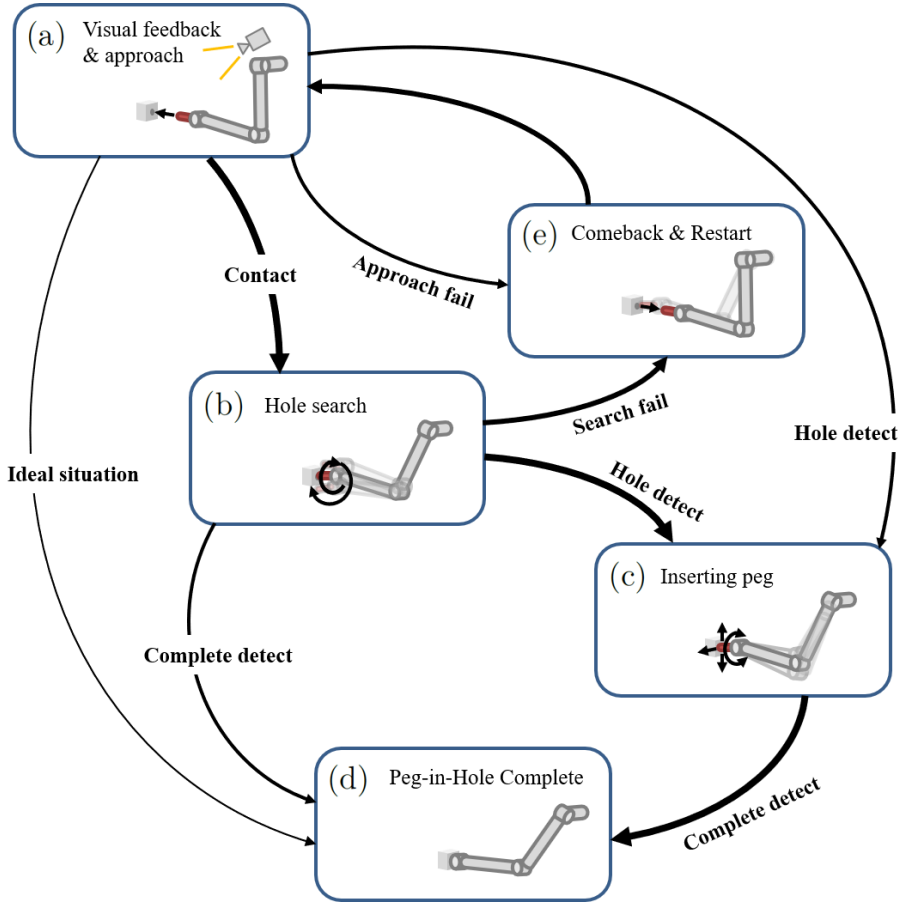 (a) Visual feedback
& approach
(e) Comeback & Restart
Contact
Approach fail
(b) Hole search
Search fail
Hole detect
Ideal situation
Hole detect
(c) Inserting peg
Complete detect
(d) Peg-in-Hole Complete
Complete detect